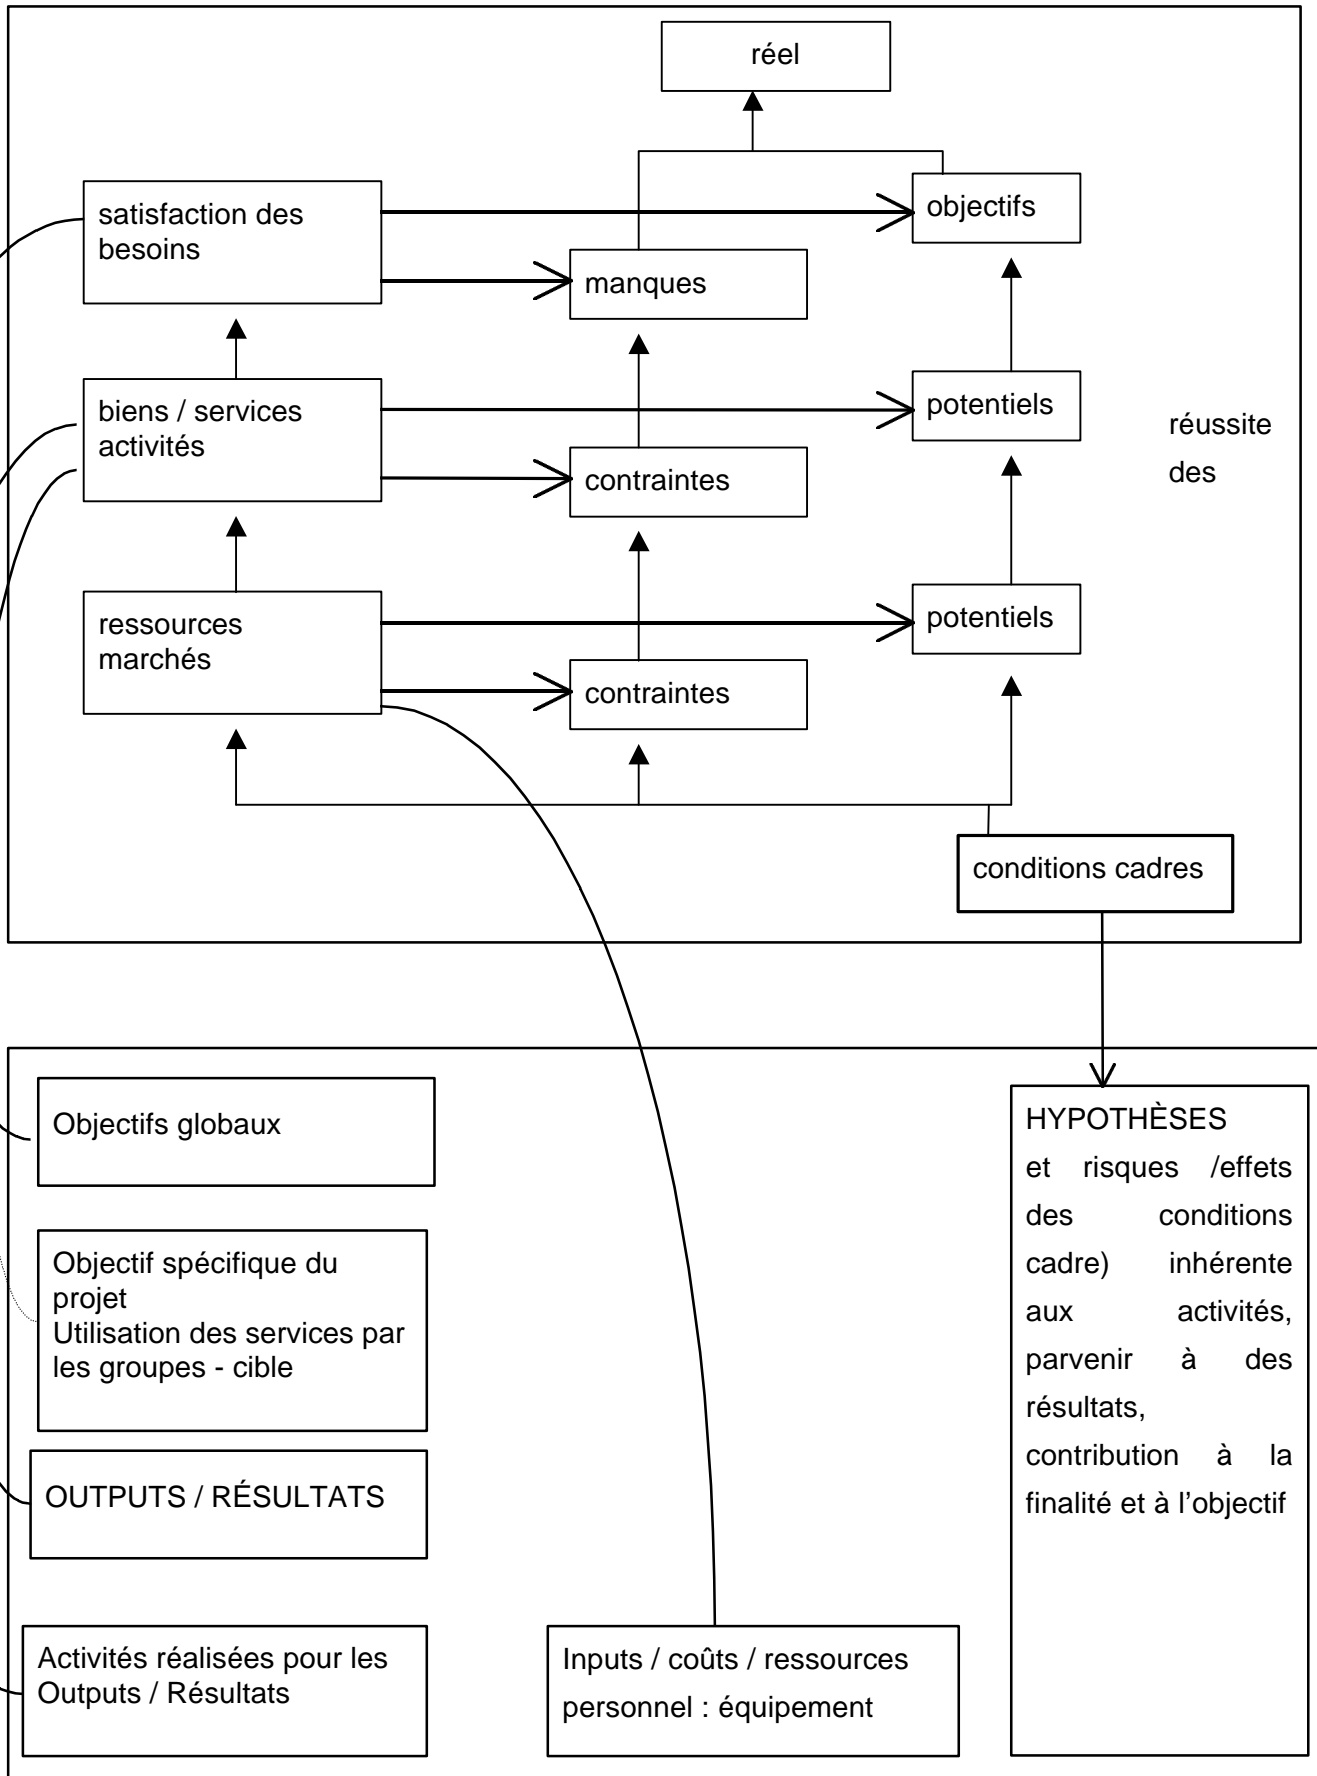 réel
satisfaction des
besoins
objectifs
manques
biens / services
activités
potentiels
contraintes
réussite
des
ressources
marchés
potentiels
contraintes
conditions cadres
Objectifs globaux
Objectif spécifique du
projet
Utilisation des services par
les groupes - cible
OUTPUTS / RÉSULTATS
Activités réalisées pour les
Outputs / Résultats
Inputs / coûts / ressources
personnel : équipement
HYPOTHÈSES
et risques /effets
des conditions
cadre) inhérente
aux activités,
parvenir à des
résultats,
contribution à la
finalité et à l'objectif